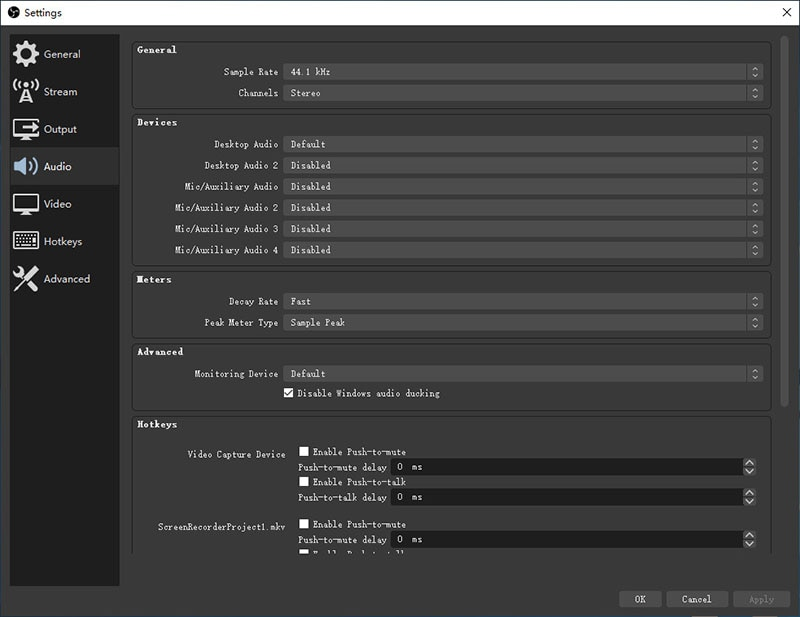 Settings
General
Stream
Output
Audio
Video
Hotkeys
Advanced
General
Sample Rate 44.1 kHz
Channels Stereo
Devices
Desktop Audio Default
Desktop Audio 2 Disabled
Mic/Auxiliary Audio Disabled
Mic/Auxiliary Audio 2 Disabled
Mic/Auxiliary Audio 3 Disabled
Mic/Auxiliary Audio 4 Disabled
Meters
Decay Rate Fast
Peak Meter Type Sample Peak
Advanced
Monitoring Device Default
Disable Windows audio ducking
Hotkeys
Video Capture Device Enable Push-to-mute
Push-to-mute delay 0 ms
Enable Push-to-talk
Push-to-talk delay 0 ms
ScreenRecorderProject1.mkv Enable Push-to-mute
Push-to-mute delay 0 ms
OK Cancel Apply